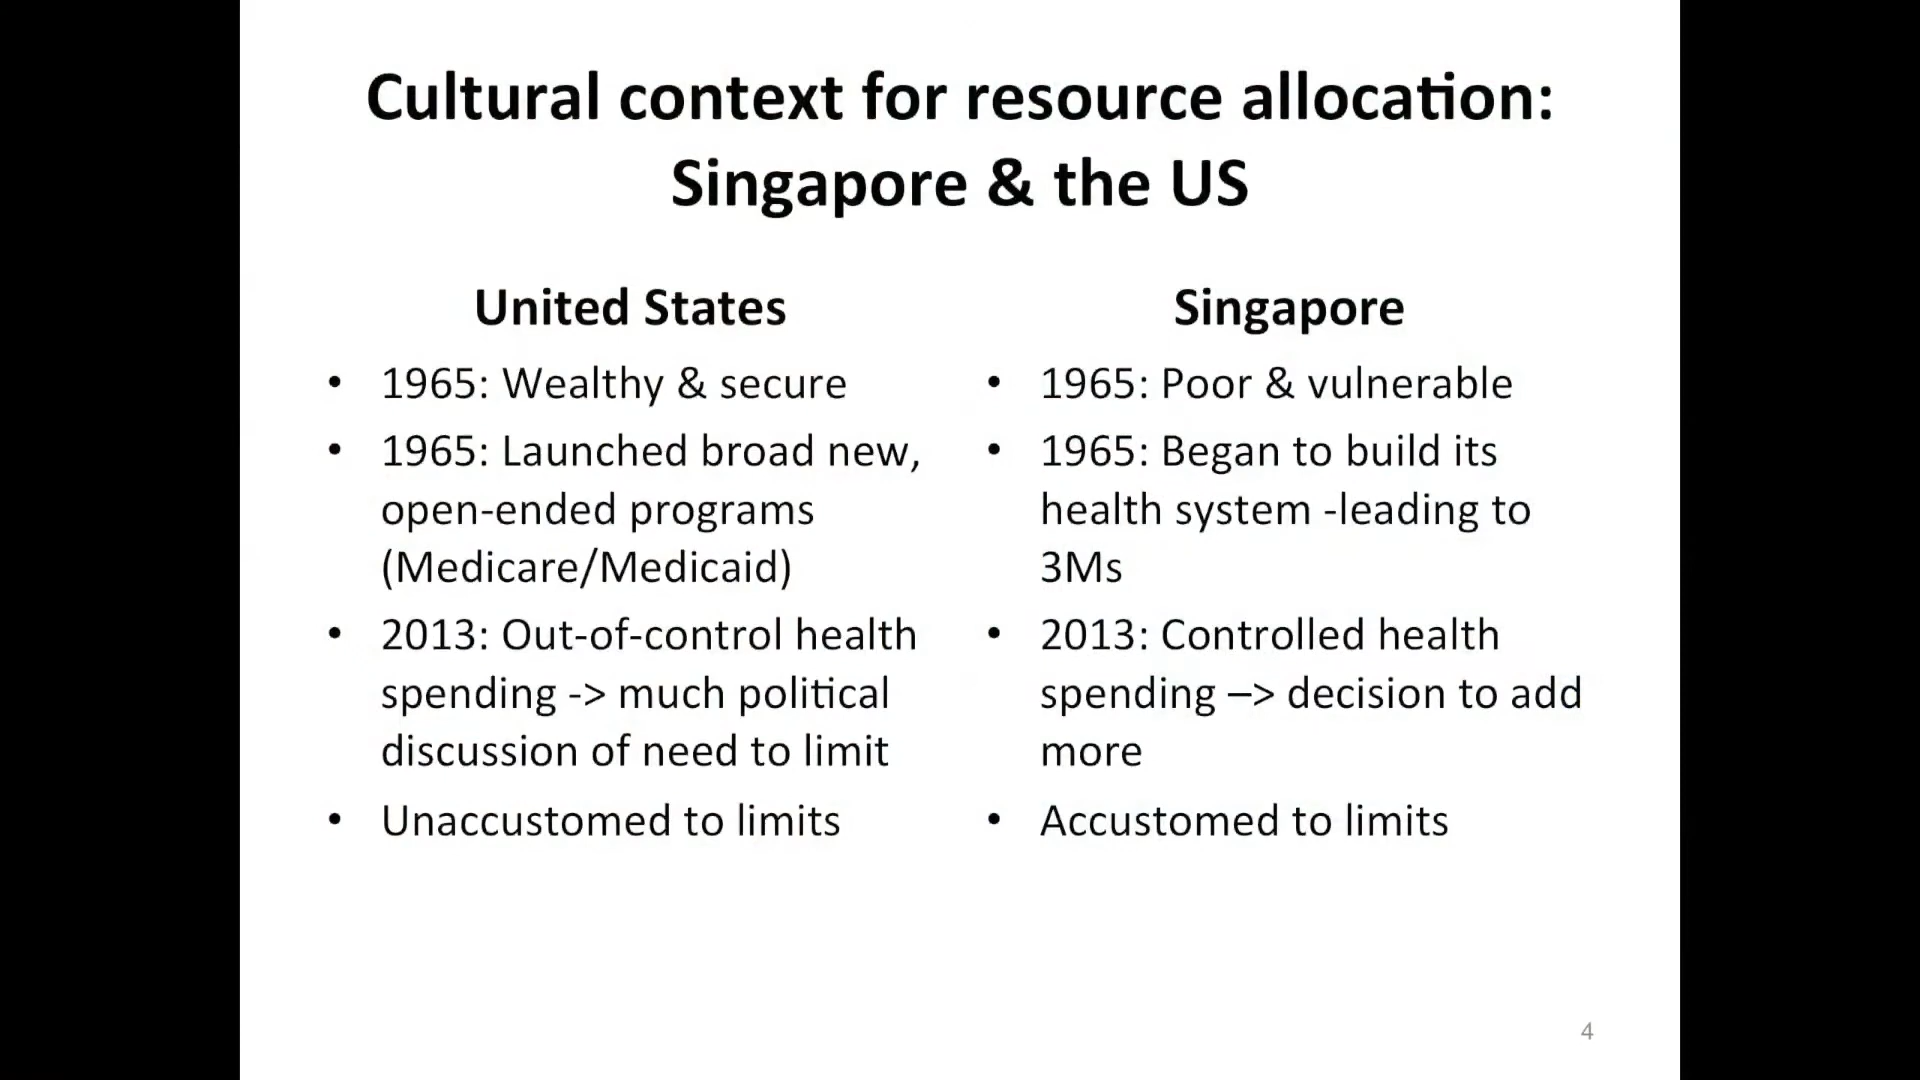 Cultural context for resource allocation:
Singapore & the US
United States
• 1965: Wealthy & secure
• 1965: Launched broad new,
open-ended programs
(Medicare/Medicaid)
• 2013: Out-of-control health
spending -> much political
discussion of need to limit
• Unaccustomed to limits
Singapore
• 1965: Poor & vulnerable
• 1965: Began to build its
health system -leading to
3Ms
• 2013: Controlled health
spending –> decision to add
more
• Accustomed to limits
4